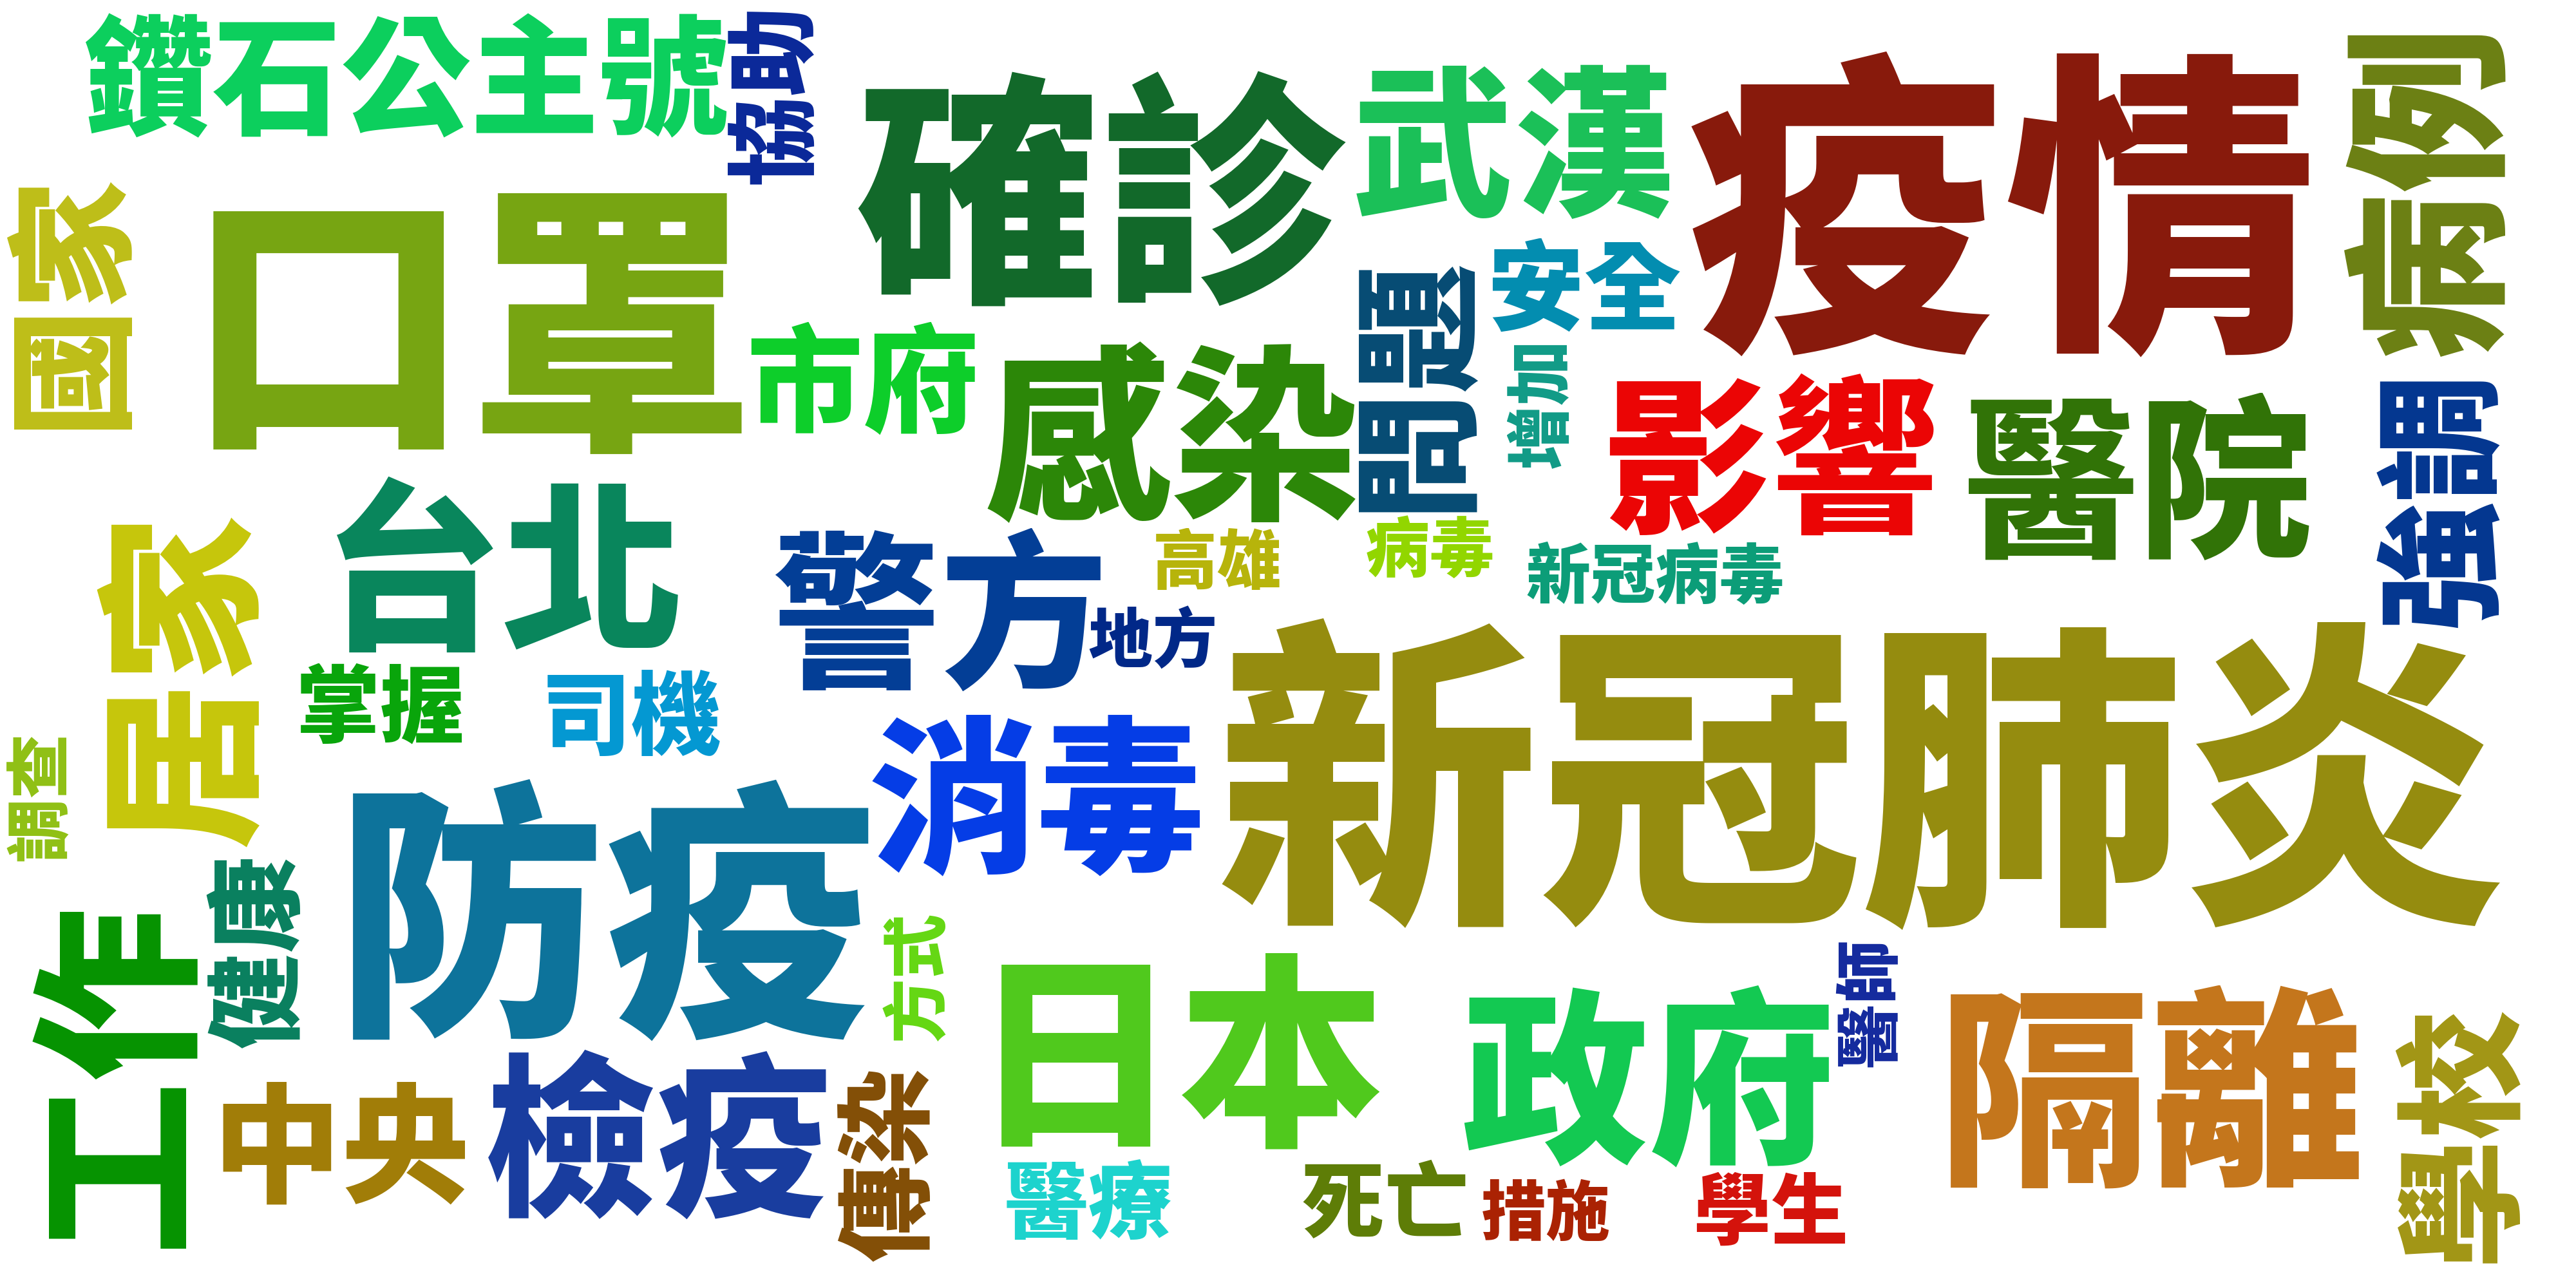 鑽石公主號
協助
確診
武漢
疫情
病例
國家
口罩
市府
感染
問題
安全
增加
影響
醫院
強調
台北
居家
警方
高雄
病毒
新冠病毒
地方
新冠肺炎
掌握
司機
消毒
調查
防疫
健康
工作
方式
日本
政府
醫師
隔離
學校
中央
檢疫
傳染
醫療
死亡
措施
學生